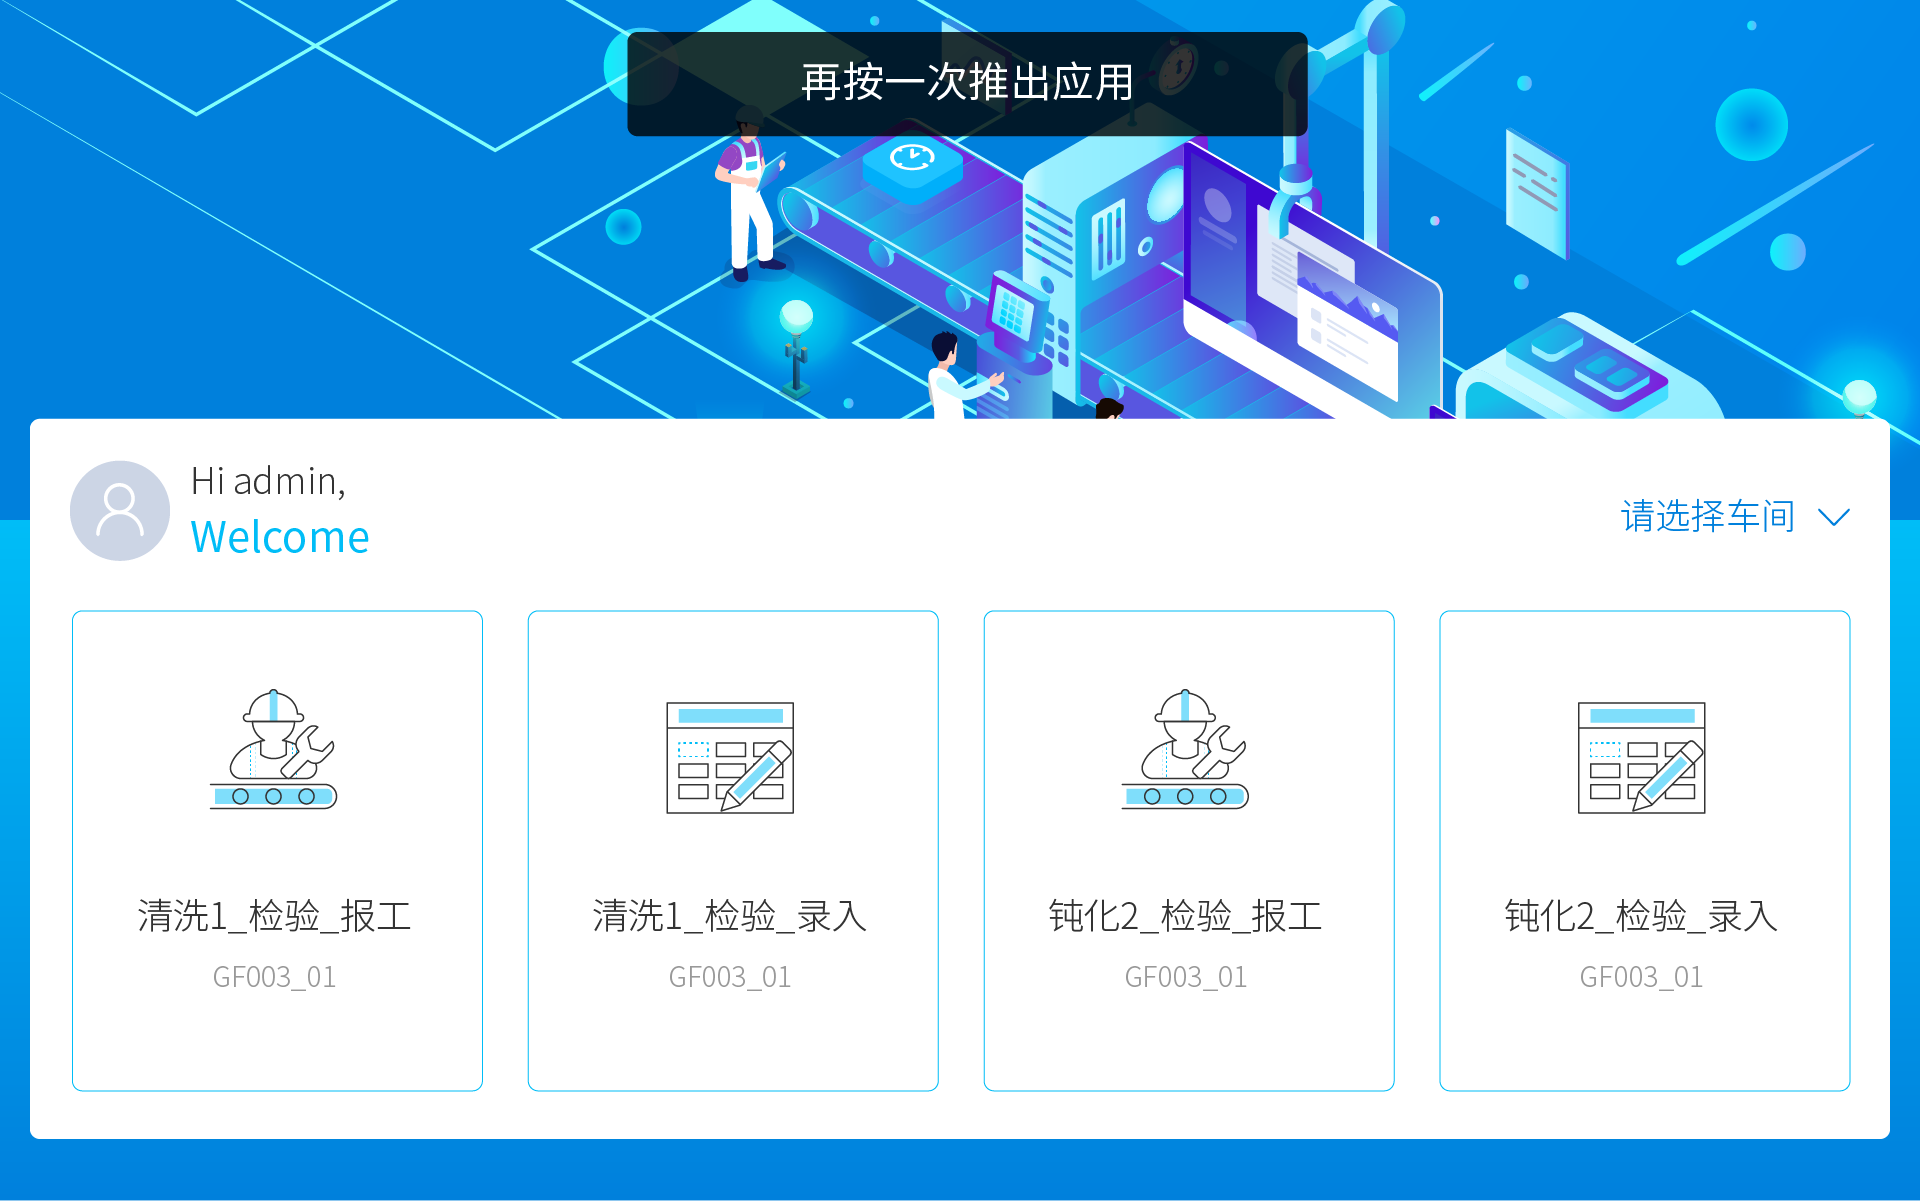 再按一次推出应用
Hi admin,
Welcome
请选择车间
清洗1_检验_报工
GF003_01
清洗1_检验_录入
GF003_01
钝化2_检验_报工
GF003_01
钝化2_检验_录入
GF003_01